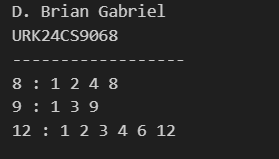 D. Brian Gabriel
URK24CS9068
------------------
8 : 1 2 4 8
9 : 1 3 9
12 : 1 2 3 4 6 12